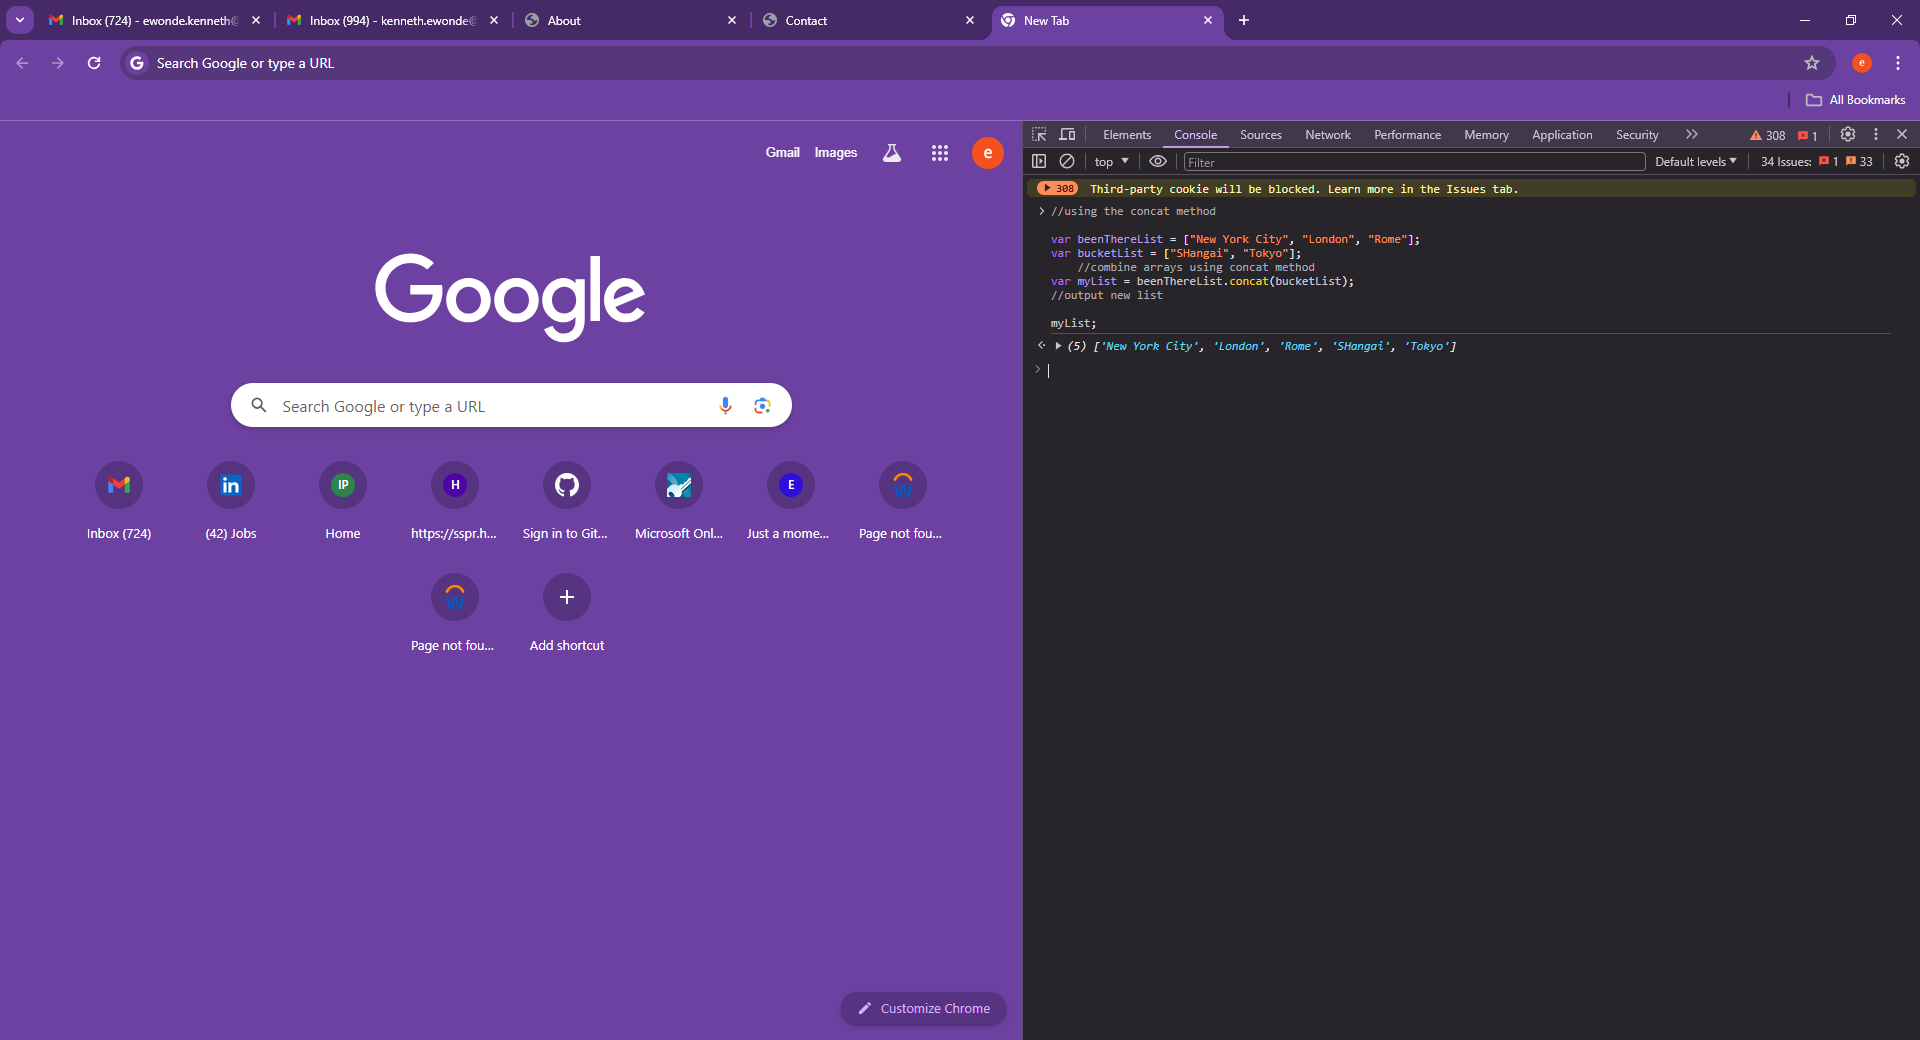 Inbox (724) - ewonde.kenneth@
Inbox (994) - kenneth.ewonde@
About
Contact
New Tab
Search Google or type a URL
e
All Bookmarks
Gmail
Images
e
Google
Search Google or type a URL
Inbox (724)
in
(42) Jobs
IP
Home
H
https://sspr.h...
Sign in to Git...
Microsoft Onl...
E
Just a mome...
W
Page not fou...
W
Page not fou...
Add shortcut
Customize Chrome
Elements Console Sources Network Performance Memory Application Security 308 1
top Filter Default levels 34 Issues: 1 33
308 Third-party cookie will be blocked. Learn more in the Issues tab.
//using the concat method
var beenThereList = ["New York City", "London", "Rome"];
var bucketList = ["SHangai", "Tokyo"];
//combine arrays using concat method
var myList = beenThereList.concat(bucketList);
//output new list
myList;
(5) ['New York City', 'London', 'Rome', 'SHangai', 'Tokyo']